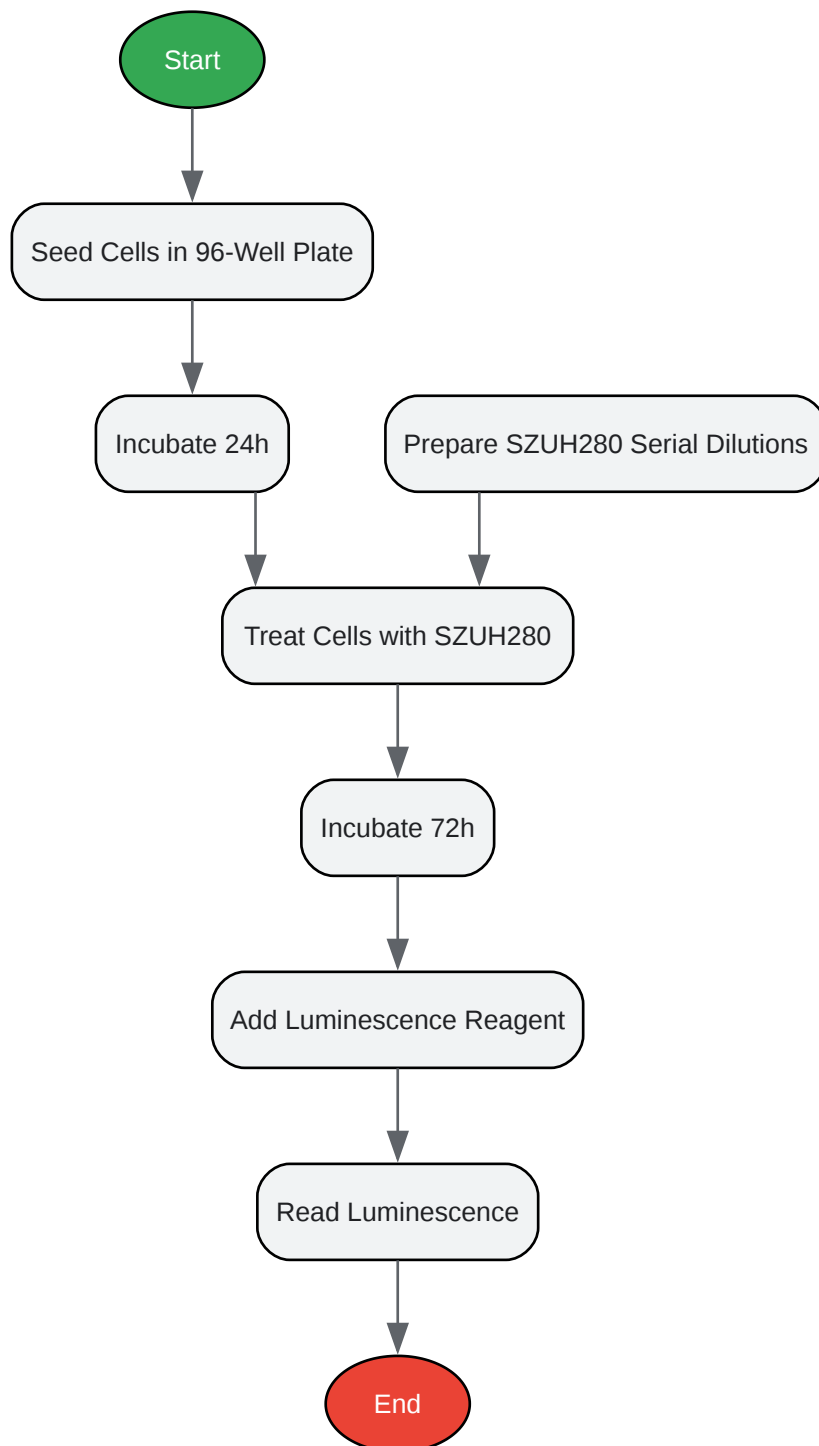 Start
Seed Cells in 96-Well Plate
Incubate 24h
Prepare SZUH280 Serial Dilutions
Treat Cells with SZUH280
Incubate 72h
Add Luminescence Reagent
Read Luminescence
End